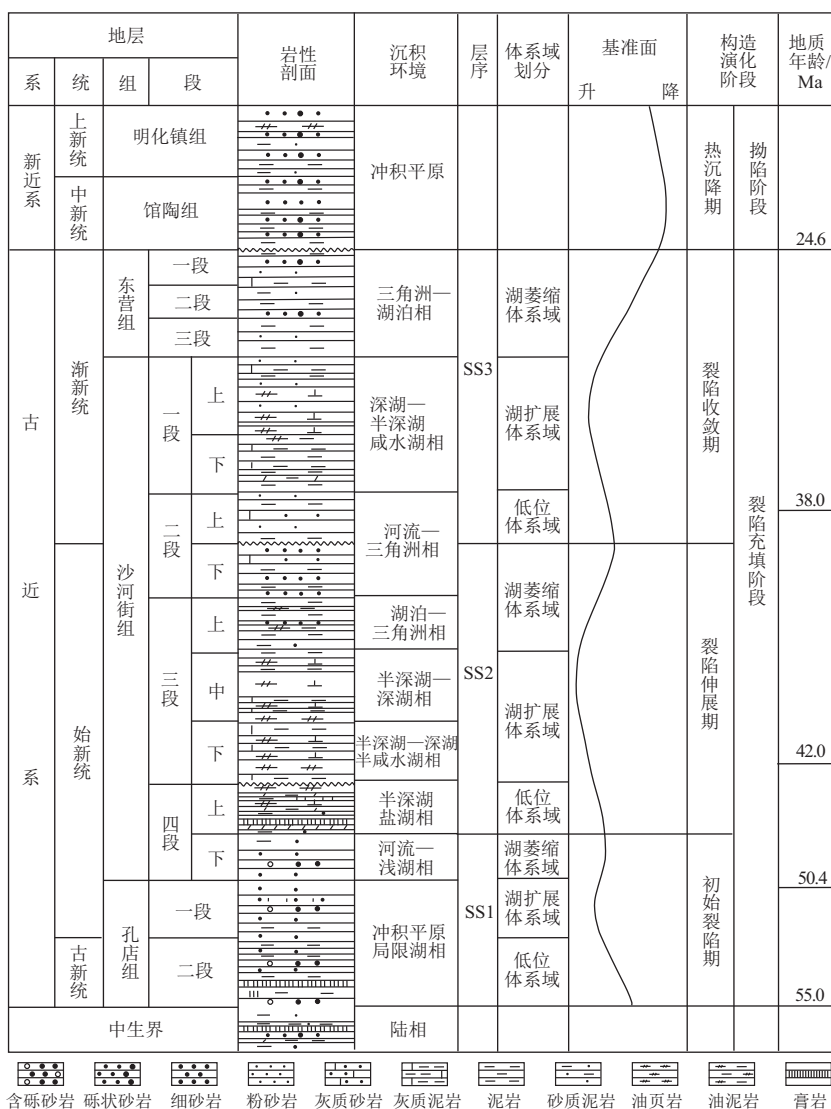 地层
岩性
剖面
沉积
环境
层
序
体系域
划分
基准面
构造
演化
阶段
地质
年龄/
Ma
系
统
组
段
升
降
新近系
上新统
明化镇组
冲积平原
热沉降期
拗陷阶段
中新统
馆陶组
24.6
古近系
渐新统
东营组
一段
二段
三段
三角洲—
湖泊相
SS3
湖萎缩
体系域
裂陷收敛期
裂陷充填阶段
沙河街组
一段
上
下
深湖—
半深湖
咸水湖相
湖扩展
体系域
二段
上
下
河流—
三角洲相
低位
体系域
38.0
始新统
SS2
湖萎缩
体系域
裂陷伸展期
三段
上
湖泊—
三角洲相
中
半深湖—
深湖相
湖扩展
体系域
下
半深湖—深湖
半咸水湖相
42.0
四段
上
半深湖
盐湖相
低位
体系域
下
河流—
浅湖相
SS1
湖萎缩
体系域
初始裂陷期
50.4
孔店组
一段
冲积平原
局限湖相
湖扩展
体系域
古新统
二段
低位
体系域
55.0
中生界
陆相
含砾砂岩
砾状砂岩
细砂岩
粉砂岩
灰质砂岩
灰质泥岩
泥岩
砂质泥岩
油页岩
油泥岩
膏岩